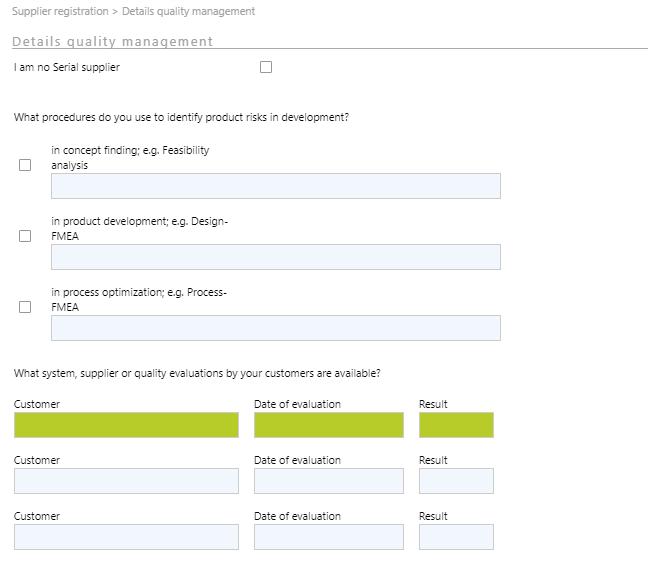 Supplier registration > Details quality management
Details quality management
I am no Serial supplier
What procedures do you use to identify product risks in development?
in concept finding; e.g. Feasibility
analysis
in product development; e.g. Design-
FMEA
in process optimization; e.g. Process-
FMEA
What system, supplier or quality evaluations by your customers are available?
Customer Date of evaluation Result
Customer Date of evaluation Result
Customer Date of evaluation Result